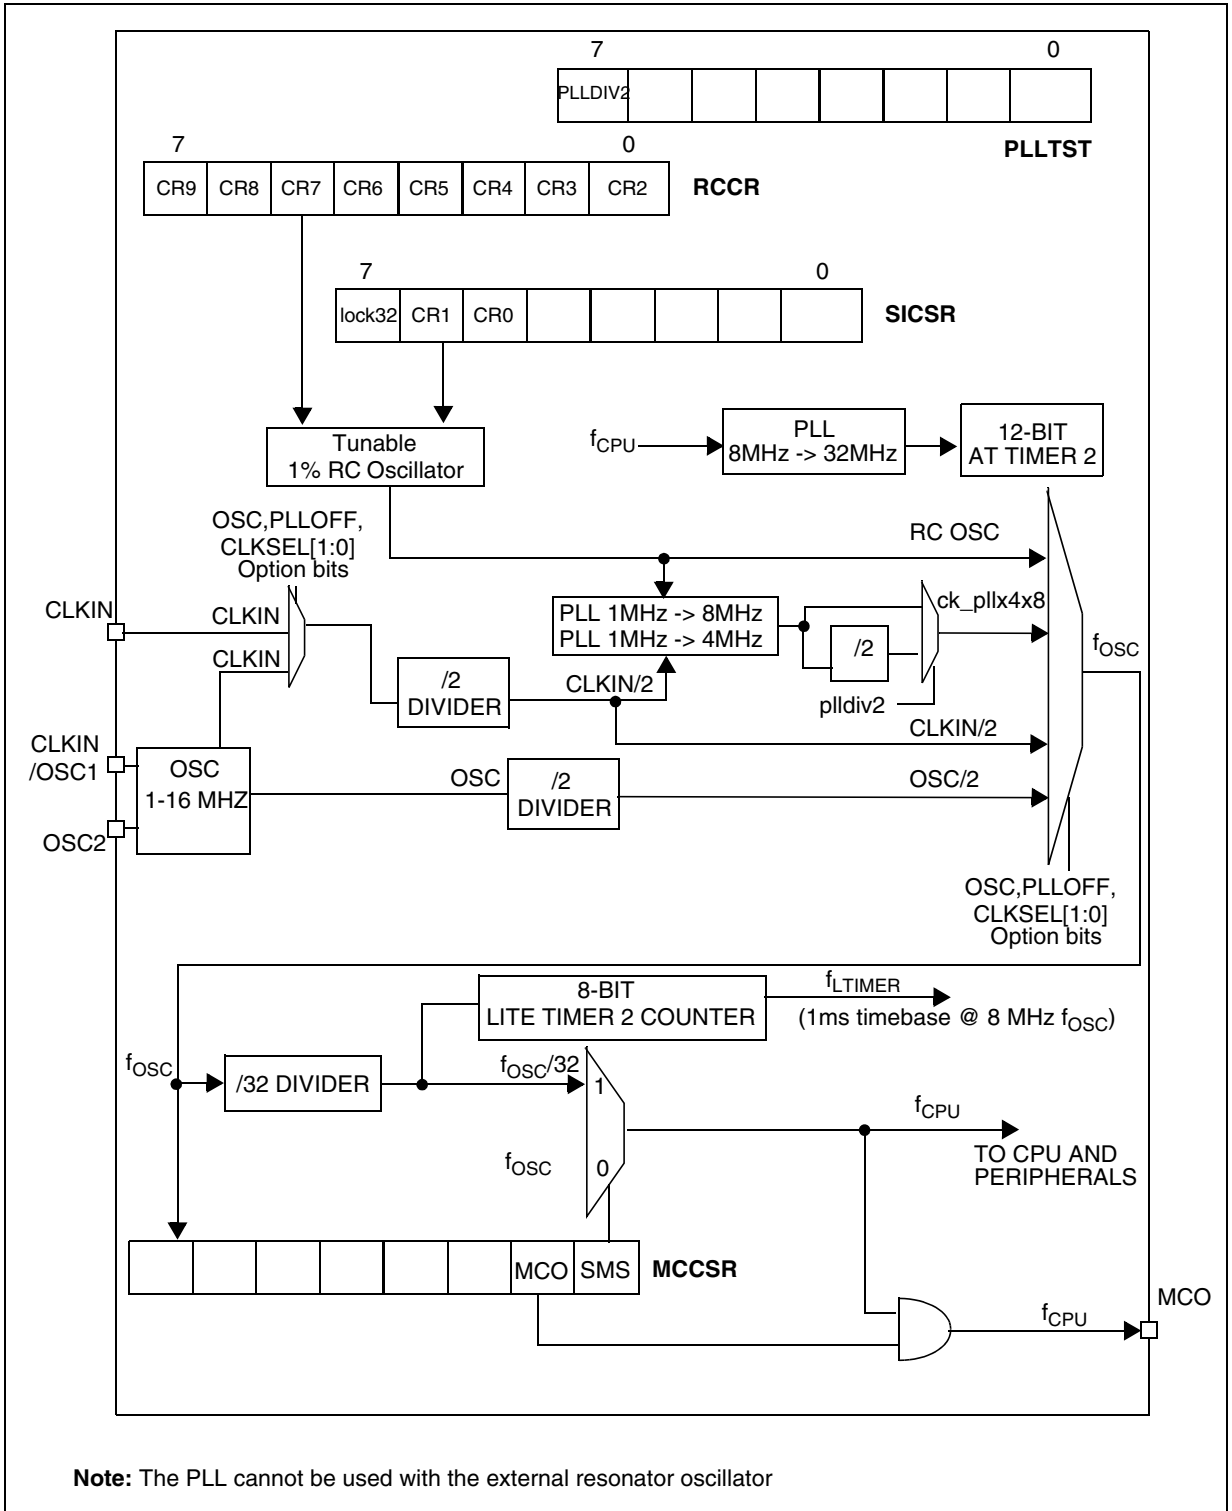 7 0
PLLDIV2
PLLTST
7 0
CR9 CR8 CR7 CR6 CR5 CR4 CR3 CR2 RCCR
7 0
lock32 CR1 CR0 SICSR
Tunable
1% RC Oscillator
fCPU
PLL
8MHz -> 32MHz
12-BIT
AT TIMER 2
OSC,PLLOFF,
CLKSEL[1:0]
Option bits
RC OSC
CLKIN
CLKIN
CLKIN
PLL 1MHz -> 8MHz
PLL 1MHz -> 4MHz
/2
ck_pllx4x8
plldiv2
fOSC
/2
DIVIDER
CLKIN/2
CLKIN/2
CLKIN
/OSC1
OSC2
OSC
1-16 MHZ
OSC
/2
DIVIDER
OSC/2
OSC,PLLOFF,
CLKSEL[1:0]
Option bits
8-BIT
LITE TIMER 2 COUNTER
fLTIMER
(1ms timebase @ 8 MHz fOSC)
fOSC
/32 DIVIDER
fOSC/32
1
fOSC
0
fCPU
TO CPU AND
PERIPHERALS
MCO SMS MCCSR
fCPU
MCO
Note: The PLL cannot be used with the external resonator oscillator